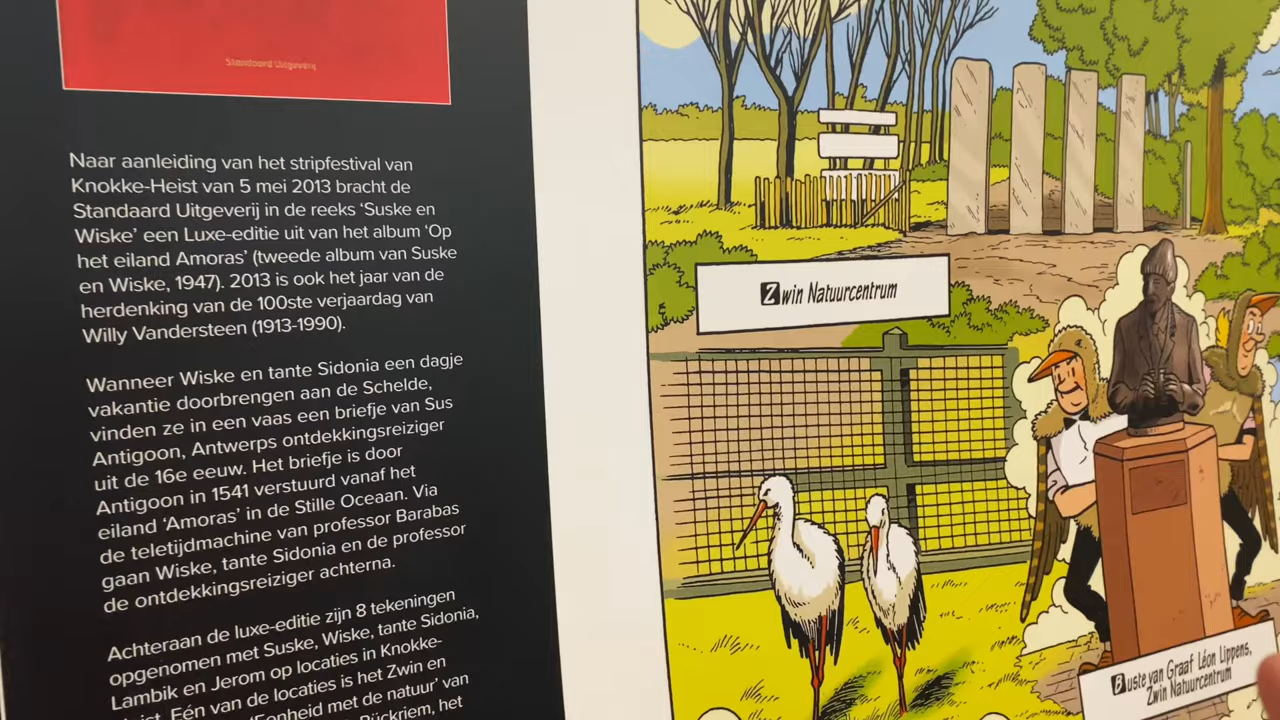 Standaard Uitgeverij
Naar aanleiding van het stripfestival van
Knokke-Heist van 5 mei 2013 bracht de
Standaard Uitgeverij in de reeks ‘Suske en
Wiske’ een Luxe-editie uit van het album ‘Op
het eiland Amoras’ (tweede album van Suske
en Wiske, 1947). 2013 is ook het jaar van de
herdenking van de 100ste verjaardag van
Willy Vandersteen (1913-1990).
Wanneer Wiske en tante Sidonia een dagje
vakantie doorbrengen aan de Schelde,
vinden ze in een vaas een briefje van Sus
Antigoon, Antwerps ontdekkingsreiziger
uit de 16e eeuw. Het briefje is door
Antigoon in 1541 verstuurd vanaf het
eiland ‘Amoras’ in de Stille Oceaan. Via
de teletijdmachine van professor Barabas
gaan Wiske, tante Sidonia en de professor
de ontdekkingsreiziger achterna.
Achteraan de luxe-editie zijn 8 tekeningen
opgenomen met Suske, Wiske, tante Sidonia,
Lambik en Jerom op locaties in Knokke-
Eén van de locaties is het Zwin en
‘Eenheid met de natuur’ van
Rückriem, het
Zwin Natuurcentrum
Buste van Graaf Léon Lippens,
Zwin Natuurcentrum